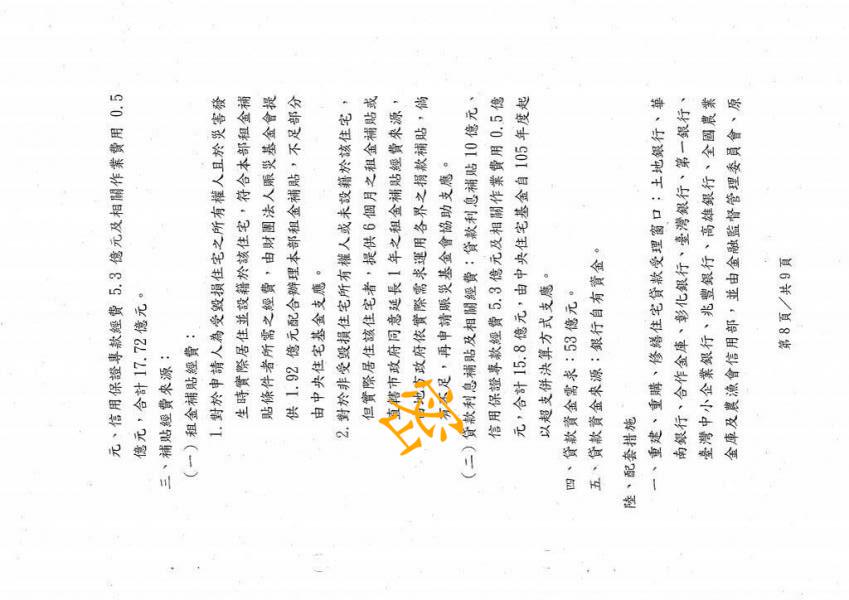 元、信用保證專款經費 5.3 億元及相關作業費用 0.5
億元，合計 17.72 億元。
三、補貼經費來源：
（一）租金補貼經費：
1. 對於申請人為受毀損住宅之所有權人且於災害發
生時實際居住並設籍於該住宅，符合本部租金補
貼條件者所需之經費，由財團法人賑災基金會提
供 1.92 億元配合辦理本部租金補貼，不足部分
由中央住宅基金支應。
2. 對於非受毀損住宅所有權人或未設籍於該住宅，
但實際居住該住宅者，提供 6 個月之租金補貼或
直轄市政府同意延長 1 年之租金補貼經費來源，
地市政府依實際需求運用各界之捐款補貼，倘
有不足，再申請賑災基金會協助支應。
（二）貸款利息補貼及相關經費：貸款利息補貼 10 億元、
信用保證專款經費 5.3 億元及相關作業費用 0.5 億
元，合計 15.8 億元，由中央住宅基金自 105 年度起
以超支併決算方式支應。
四、貸款資金需求：53 億元。
五、貸款資金來源：銀行自有資金。
陸、配套措施
一、重建、重購、修繕住宅貸款受理窗口：土地銀行、華
南銀行、合作金庫、彰化銀行、臺灣銀行、第一銀行、
臺灣中小企業銀行、兆豐銀行、高雄銀行、全國農業
金庫及農漁會信用部，並由金融監督管理委員會、原
第 8 頁／共 9 頁